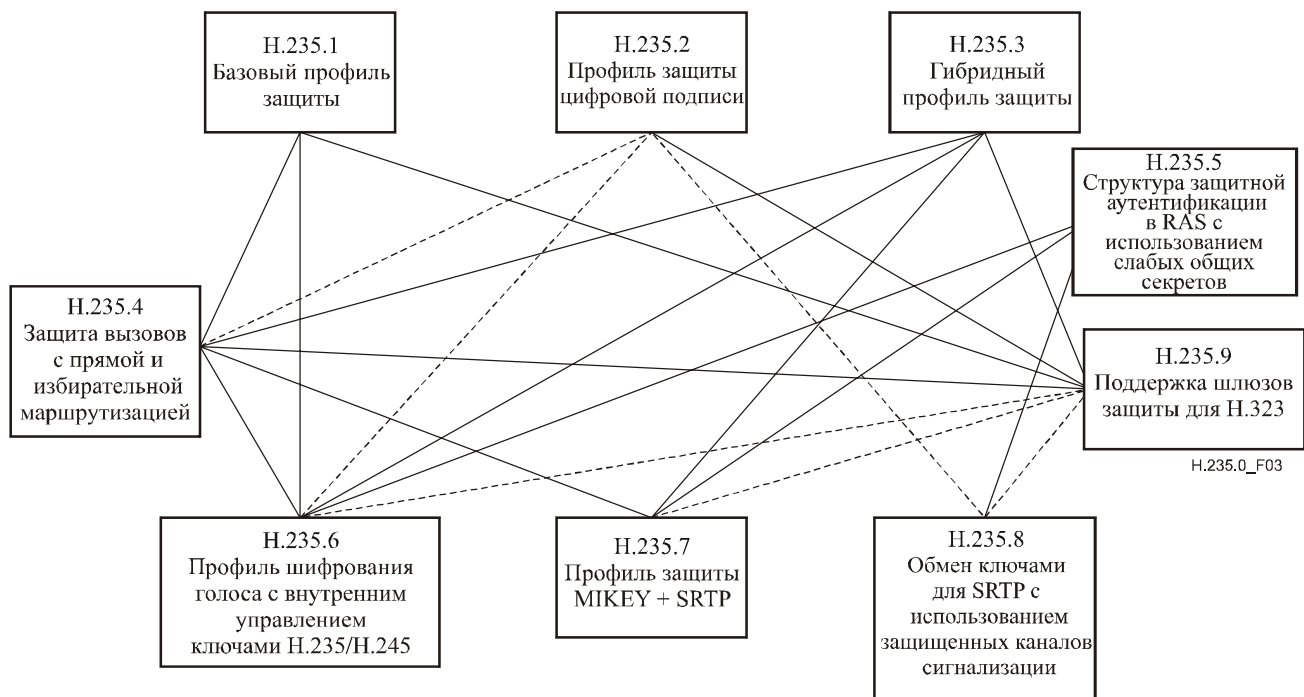 H.235.1
Базовый профиль
защиты
H.235.2
Профиль защиты
цифровой подписи
H.235.3
Гибридный
профиль защиты
H.235.5
Структура защитной
аутентификации
в RAS с
использованием
слабых общих
секретов
H.235.4
Защита вызовов
с прямой и
избирательной
маршрутизацией
H.235.9
Поддержка шлюзов
защиты для H.323
H.235.0_F03
H.235.6
Профиль шифрования
голоса с внутренним
управлением
ключами H.235/H.245
H.235.7
Профиль защиты
MIKEY + SRTP
H.235.8
Обмен ключами
для SRTP с
использованием
защищенных каналов
сигнализации